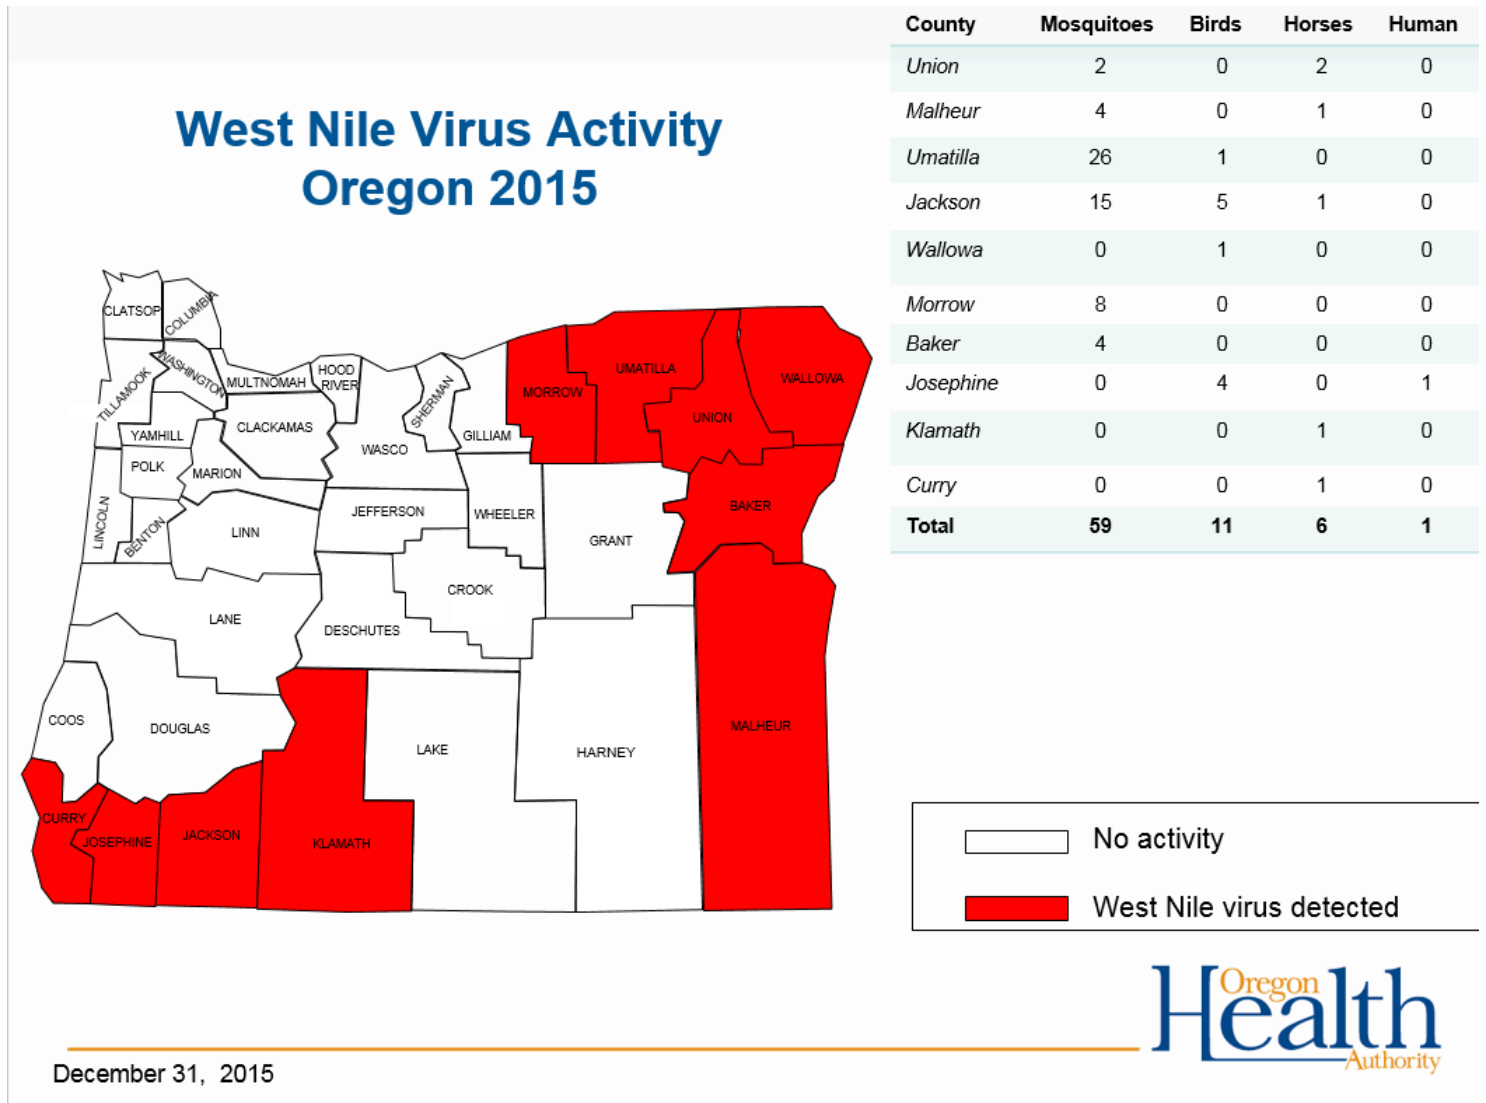 West Nile Virus Activity
Oregon 2015
County Mosquitoes Birds Horses Human
Union 2 0 2 0
Malheur 4 0 1 0
Umatilla 26 1 0 0
Jackson 15 5 1 0
Wallowa 0 1 0 0
Morrow 8 0 0 0
Baker 4 0 0 0
Josephine 0 4 0 1
Klamath 0 0 1 0
Curry 0 0 1 0
Total 59 11 6 1
CLATSOP
COLUMBIA
TILLAMOOK
WASHINGTON
MULTNOMAH
HOOD
RIVER
SHERMAN
MORROW
UMATILLA
WALLOWA
UNION
YAMHILL
CLACKAMAS
WASCO
GILLIAM
POLK
MARION
LINCOLN
BENTON
LINN
JEFFERSON
WHEELER
GRANT
BAKER
CROOK
LANE
DESCHUTES
COOS
DOUGLAS
LAKE
HARNEY
MALHEUR
CURRY
JOSEPHINE
JACKSON
KLAMATH
No activity
West Nile virus detected
Oregon
Health
Authority
December 31, 2015